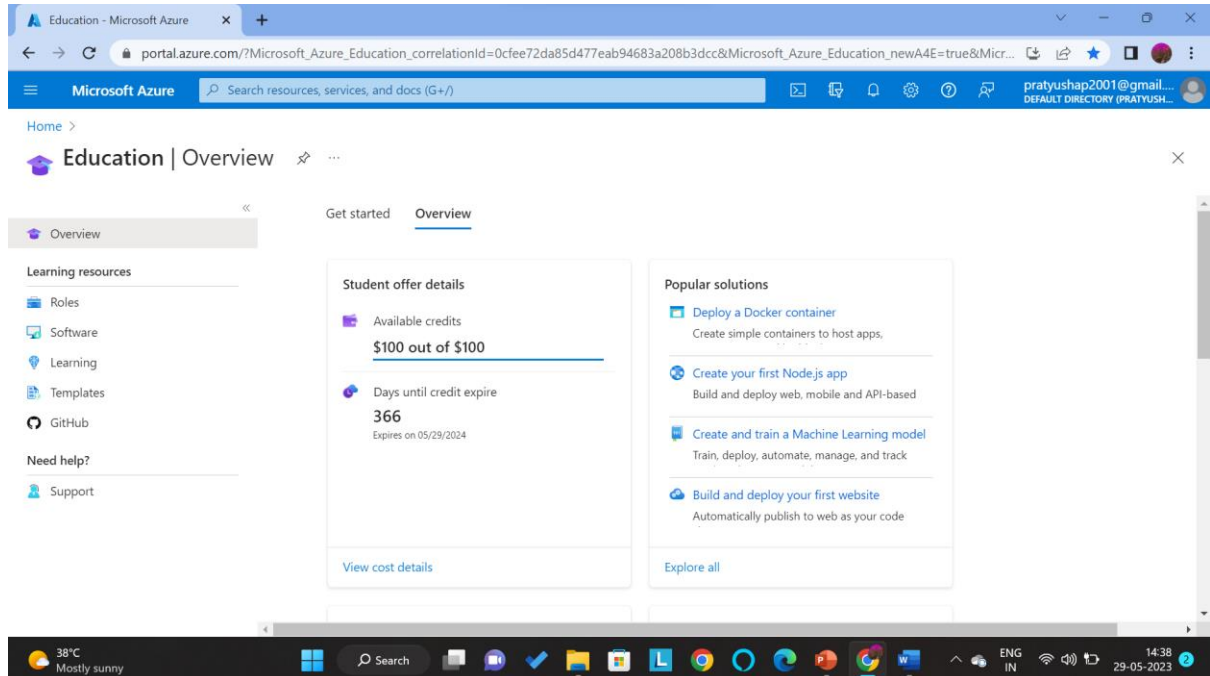 Education - Microsoft Azure
portal.azure.com/?Microsoft_Azure_Education_correlationId=0cfee72da85d477eab94683a208b3dcc&Microsoft_Azure_Education_newA4E=true&Micr...
Microsoft Azure
Search resources, services, and docs (G+/)
pratyushap2001@gmail....
DEFAULT DIRECTORY (PRATYUSH...
Home >
Education | Overview
...
Get started
Overview
Overview
Learning resources
Roles
Software
Learning
Templates
GitHub
Need help?
Support
Student offer details
Available credits
$100 out of $100
Days until credit expire
366
Expires on 05/29/2024
View cost details
Popular solutions
Deploy a Docker container
Create simple containers to host apps,
Create your first Node.js app
Build and deploy web, mobile and API-based
Create and train a Machine Learning model
Train, deploy, automate, manage, and track
Build and deploy your first website
Automatically publish to web as your code
Explore all
38°C
Mostly sunny
Search
ENG
IN
14:38
29-05-2023
2